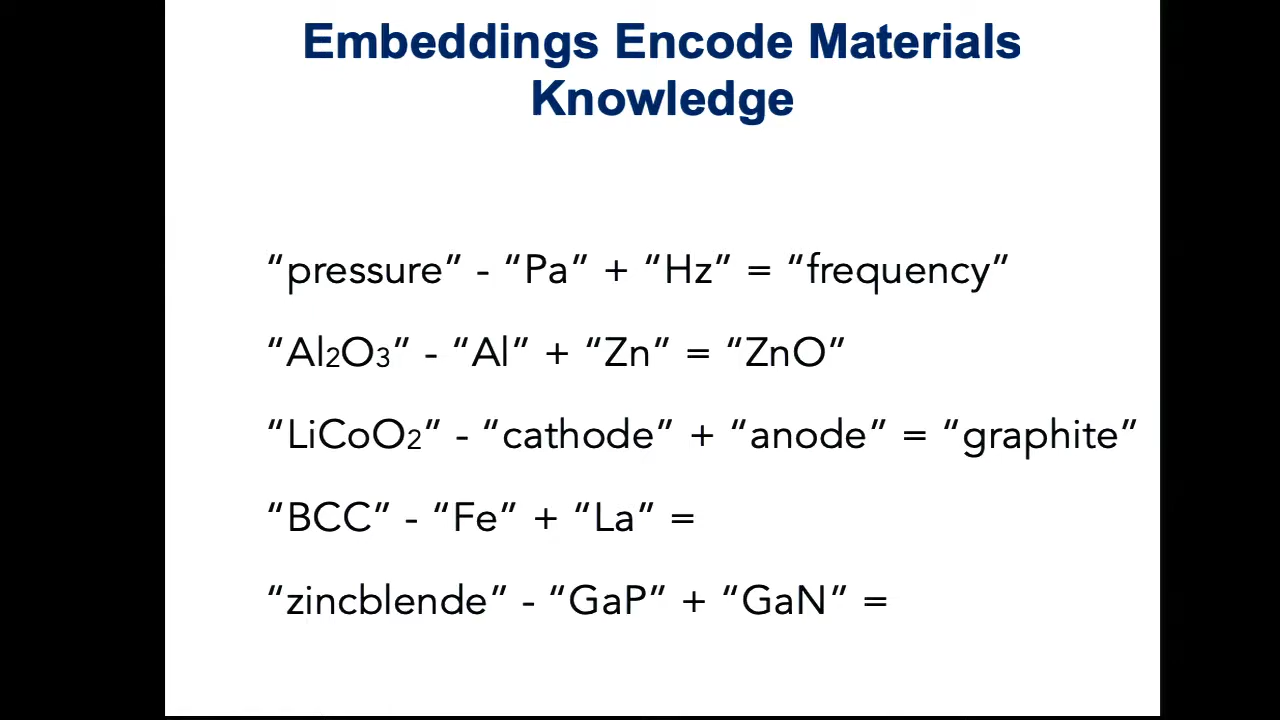 Embeddings Encode Materials
Knowledge
“pressure” - “Pa” + “Hz” = “frequency”
“Al₂O₃” - “Al” + “Zn” = “ZnO”
“LiCoO₂” - “cathode” + “anode” = “graphite”
“BCC” - “Fe” + “La” =
“zincblende” - “GaP” + “GaN” =